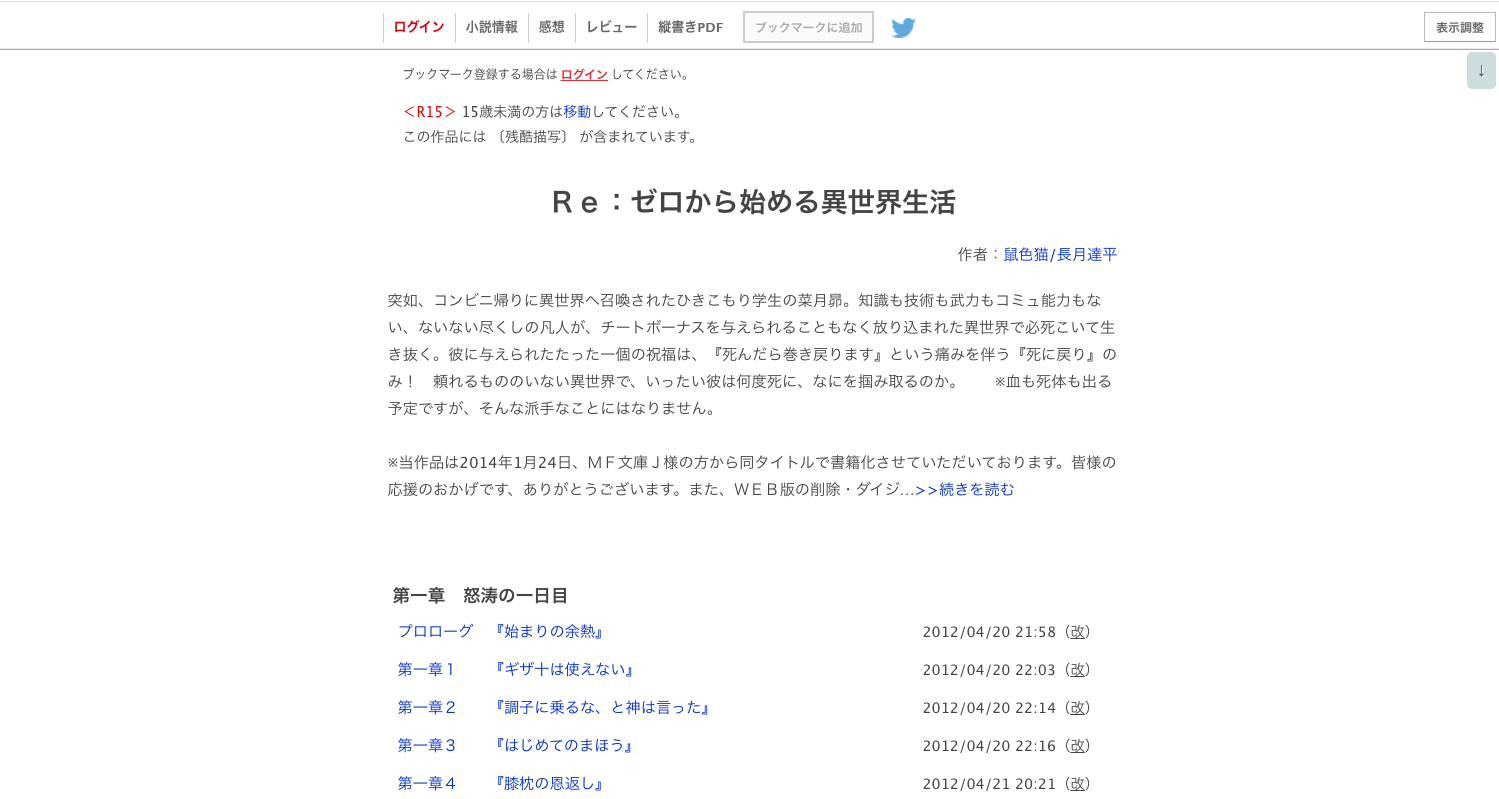 ログイン 小説情報 感想 レビュー 縦書きPDF ブックマークに追加 表示調整
↓
ブックマーク登録する場合は ログイン してください。
＜R15＞ 15歳未満の方は移動してください。
この作品には 〔残酷描写〕 が含まれています。
Ｒｅ：ゼロから始める異世界生活
作者：鼠色猫/長月達平
突如、コンビニ帰りに異世界へ召喚されたひきこもり学生の菜月昴。知識も技術も武力もコミュ能力もな
い、ないない尽くしの凡人が、チートボーナスを与えられることもなく放り込まれた異世界で必死こいて生
き抜く。彼に与えられたたった一個の祝福は、『死んだら巻き戻ります』という痛みを伴う『死に戻り』の
み！　頼れるもののいない異世界で、いったい彼は何度死に、なにを掴み取るのか。　　※血も死体も出る
予定ですが、そんな派手なことにはなりません。
※当作品は2014年1月24日、ＭＦ文庫Ｊ様の方から同タイトルで書籍化させていただいております。皆様の
応援のおかげです、ありがとうございます。また、ＷＥＢ版の削除・ダイジ...>>続きを読む
第一章　怒涛の一日目
プロローグ　『始まりの余熱』 2012/04/20 21:58（改）
第一章１　　『ギザ十は使えない』 2012/04/20 22:03（改）
第一章２　　『調子に乗るな、と神は言った』 2012/04/20 22:14（改）
第一章３　　『はじめてのまほう』 2012/04/20 22:16（改）
第一章４　　『膝枕の恩返し』 2012/04/21 20:21（改）